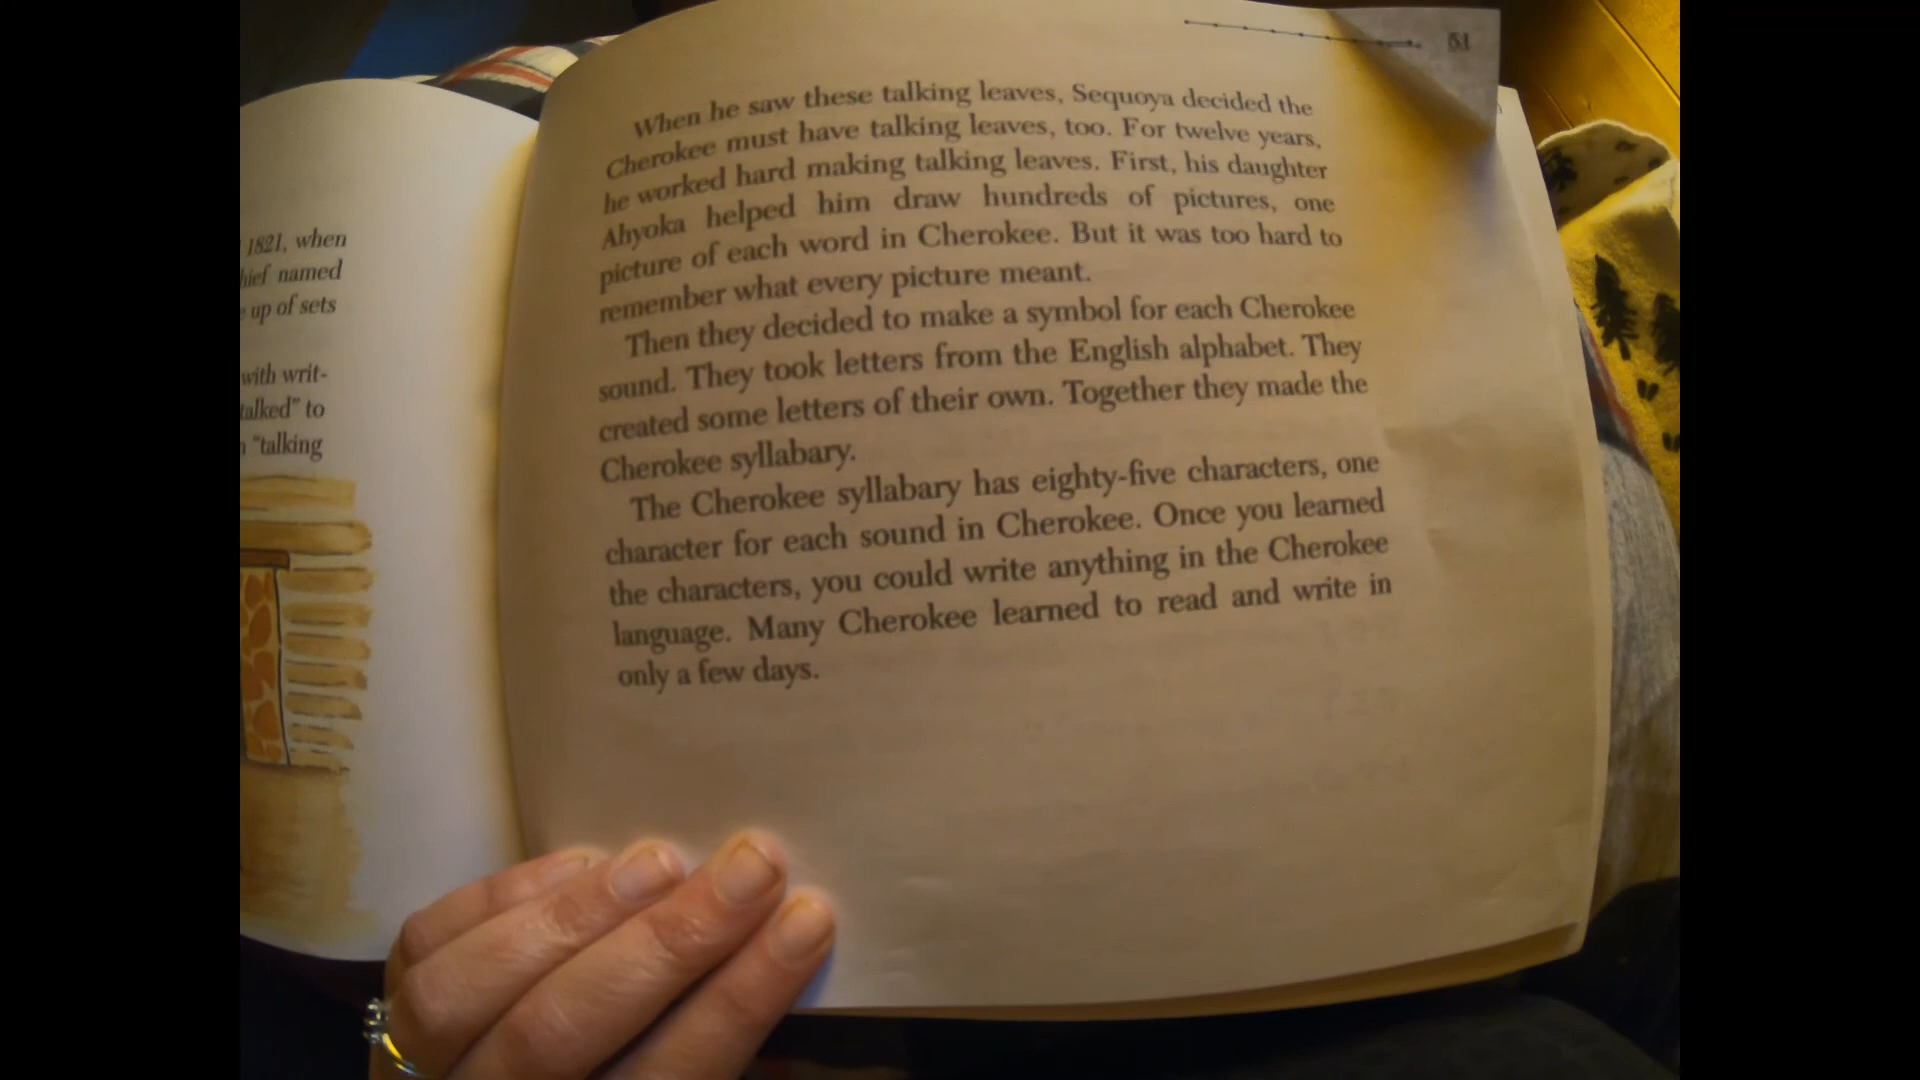 1821, when
named
up of sets
with writ-
talked" to
"talking
51
When he saw these talking leaves, Sequoya decided the
Cherokee must have talking leaves, too. For twelve years,
he worked hard making talking leaves. First, his daughter
Ahyoka helped him draw hundreds of pictures, one
picture of each word in Cherokee. But it was too hard to
remember what every picture meant.
Then they decided to make a symbol for each Cherokee
sound. They took letters from the English alphabet. They
created some letters of their own. Together they made the
Cherokee syllabary.
The Cherokee syllabary has eighty-five characters, one
character for each sound in Cherokee. Once you learned
the characters, you could write anything in the Cherokee
language. Many Cherokee learned to read and write in
only a few days.